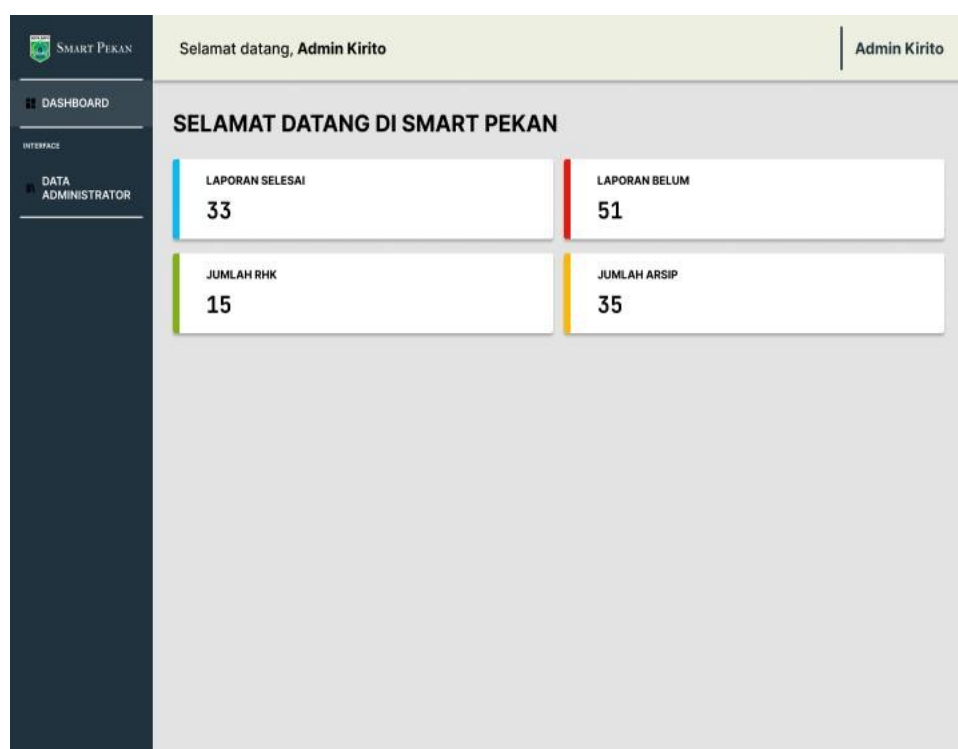 SMART PEKAN
Selamat datang, Admin Kirito
Admin Kirito
DASHBOARD
INTERFACE
DATA
ADMINISTRATOR
SELAMAT DATANG DI SMART PEKAN
LAPORAN SELESAI
33
LAPORAN BELUM
51
JUMLAH RHK
15
JUMLAH ARSIP
35